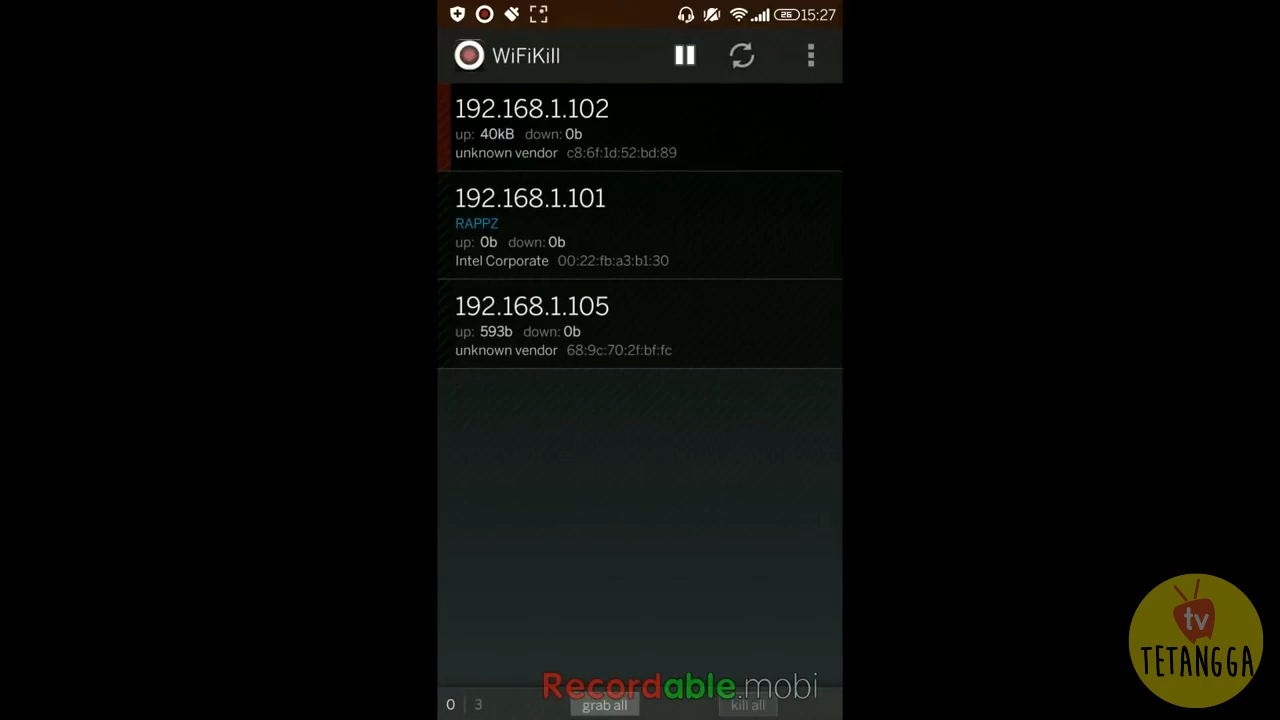 26 15:27
WiFiKill
192.168.1.102
up: 40kB down: 0b
unknown vendor c8:6f:1d:52:bd:89
192.168.1.101
RAPPZ
up: 0b down: 0b
Intel Corporate 00:22:fb:a3:b1:30
192.168.1.105
up: 593b down: 0b
unknown vendor 68:9c:70:2f:bf:fc
tv
TETANGGA
Recordable.mobi
0 | 3 grab all kill all